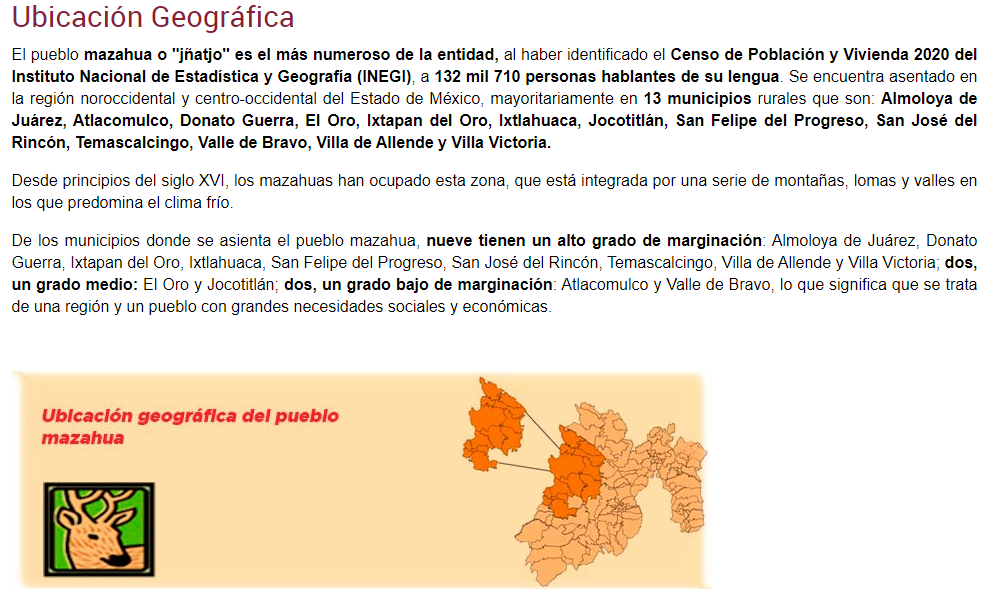 Ubicación Geográfica
El pueblo mazahua o "jñatjo" es el más numeroso de la entidad, al haber identificado el Censo de Población y Vivienda 2020 del
Instituto Nacional de Estadística y Geografía (INEGI), a 132 mil 710 personas hablantes de su lengua. Se encuentra asentado en
la región noroccidental y centro-occidental del Estado de México, mayoritariamente en 13 municipios rurales que son: Almoloya de
Juárez, Atlacomulco, Donato Guerra, El Oro, Ixtapan del Oro, Ixtlahuaca, Jocotitlán, San Felipe del Progreso, San José del
Rincón, Temascalcingo, Valle de Bravo, Villa de Allende y Villa Victoria.
Desde principios del siglo XVI, los mazahuas han ocupado esta zona, que está integrada por una serie de montañas, lomas y valles en
los que predomina el clima frío.
De los municipios donde se asienta el pueblo mazahua, nueve tienen un alto grado de marginación: Almoloya de Juárez, Donato
Guerra, Ixtapan del Oro, Ixtlahuaca, San Felipe del Progreso, San José del Rincón, Temascalcingo, Villa de Allende y Villa Victoria; dos,
un grado medio: El Oro y Jocotitlán; dos, un grado bajo de marginación: Atlacomulco y Valle de Bravo, lo que significa que se trata
de una región y un pueblo con grandes necesidades sociales y económicas.
Ubicación geográfica del pueblo
mazahua